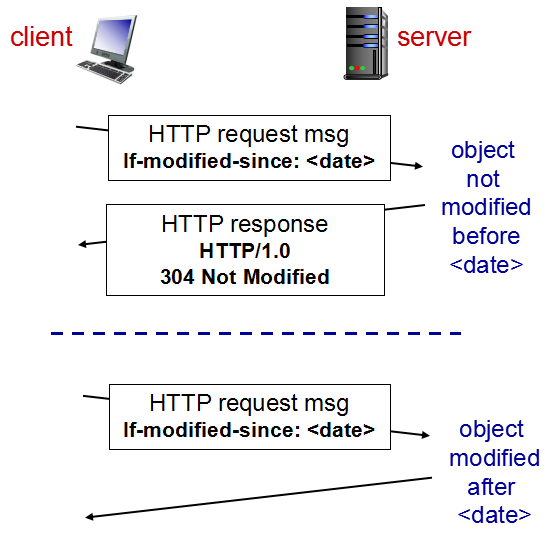 client
server
HTTP request msg
If-modified-since: <date>
object
not
modified
before
<date>
HTTP response
HTTP/1.0
304 Not Modified
HTTP request msg
If-modified-since: <date>
object
modified
after
<date>